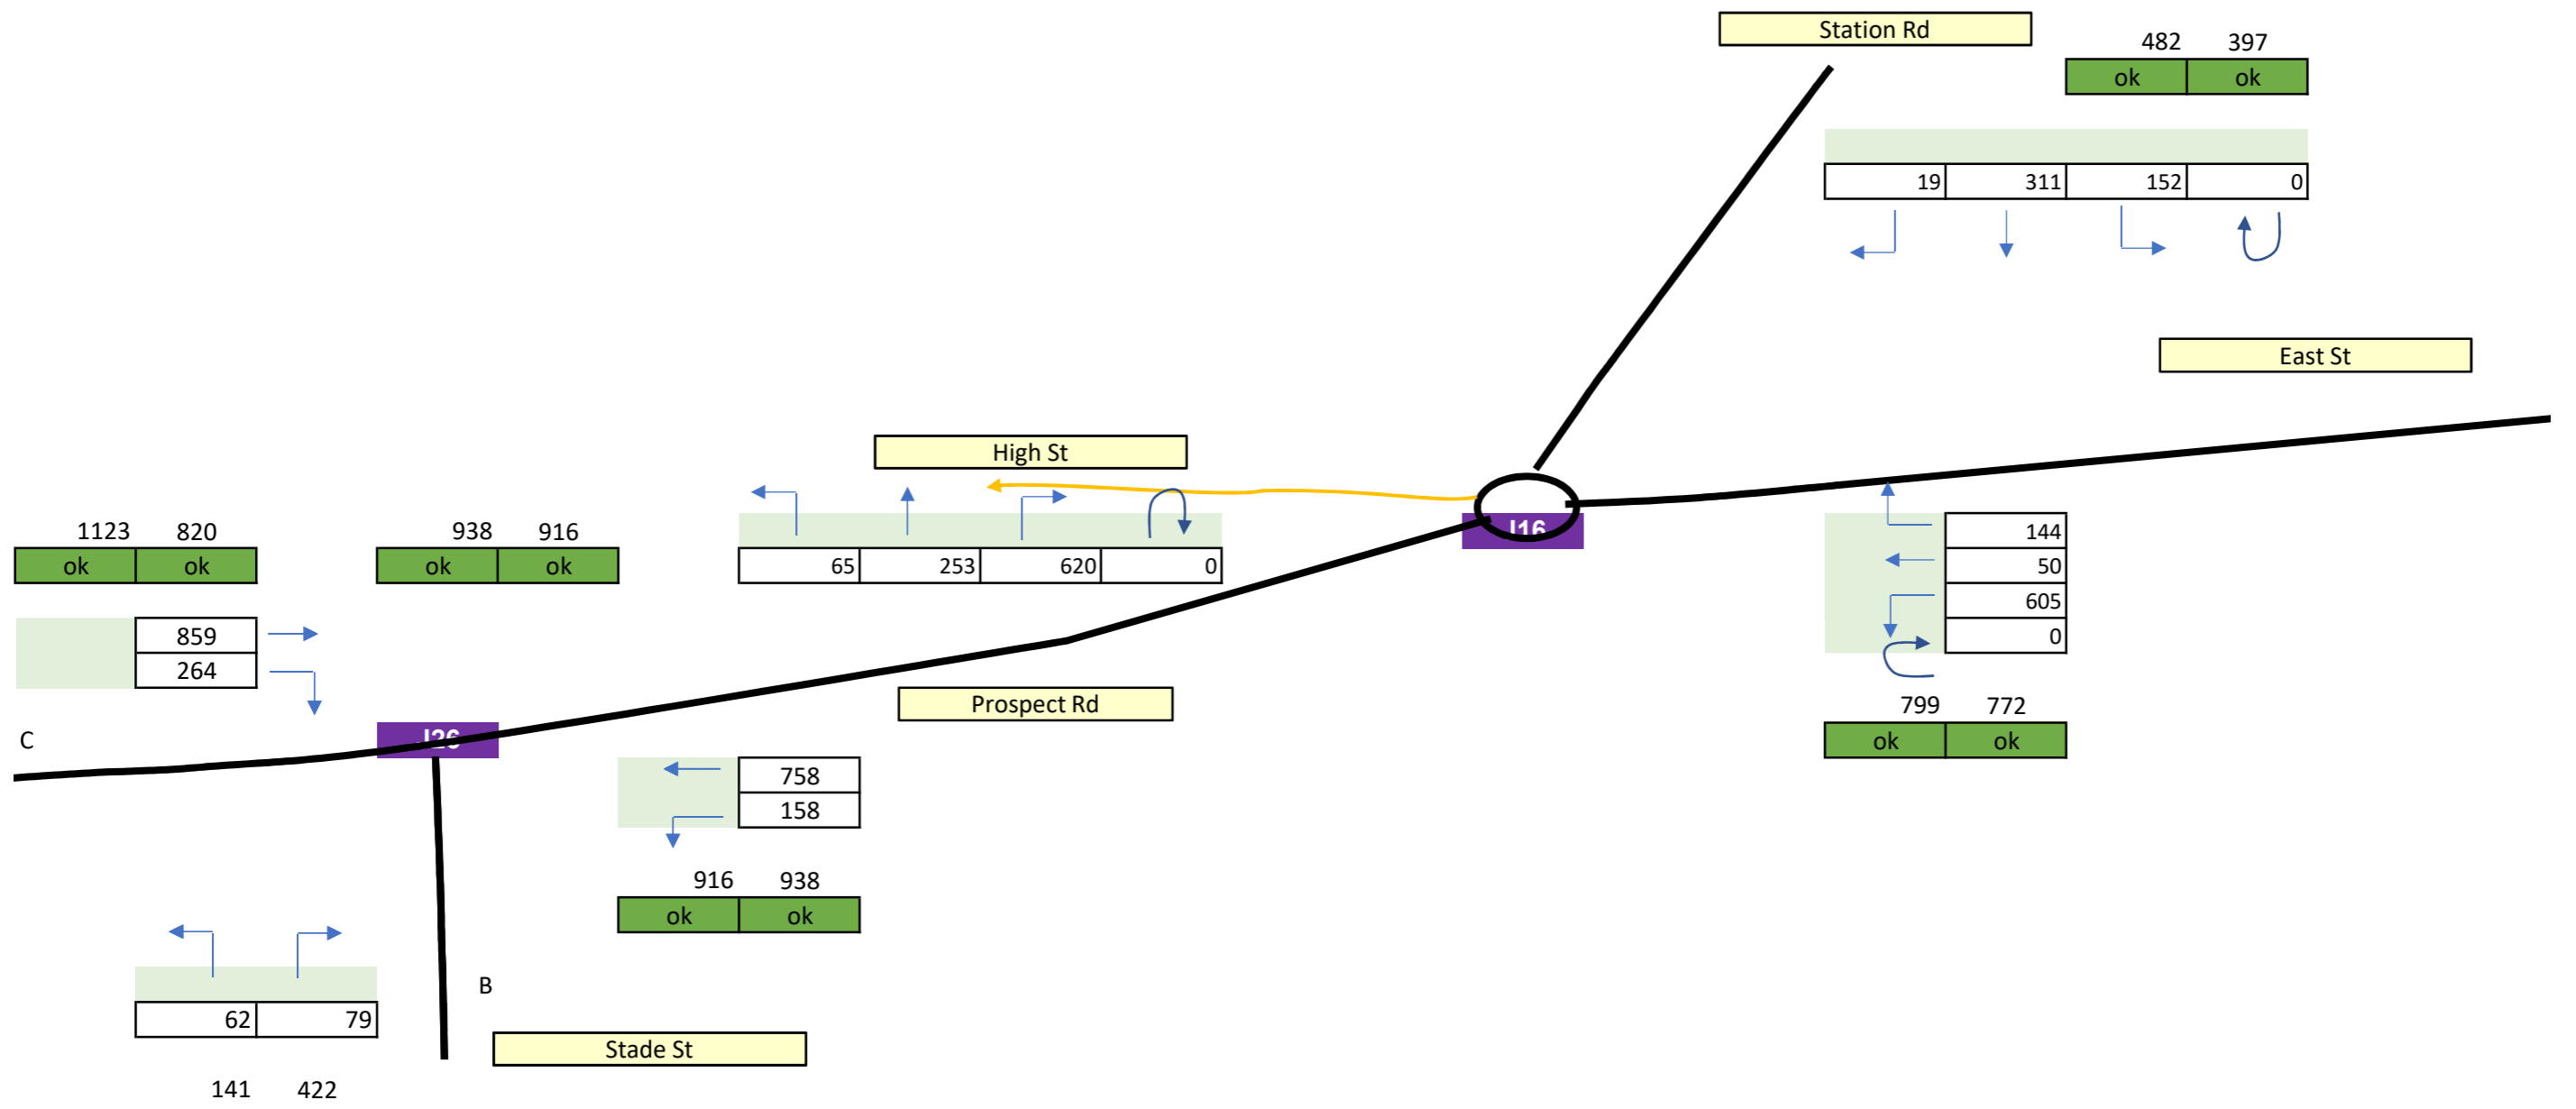 Station Rd
482 397
ok ok
19 311 152 0
East St
High St
1123 820
ok ok
938 916
ok ok
65 253 620 0
J16
144
50
605
0
859
264
799 772
ok ok
Prospect Rd
C
J26
758
158
916 938
ok ok
B
62 79
Stade St
141 422